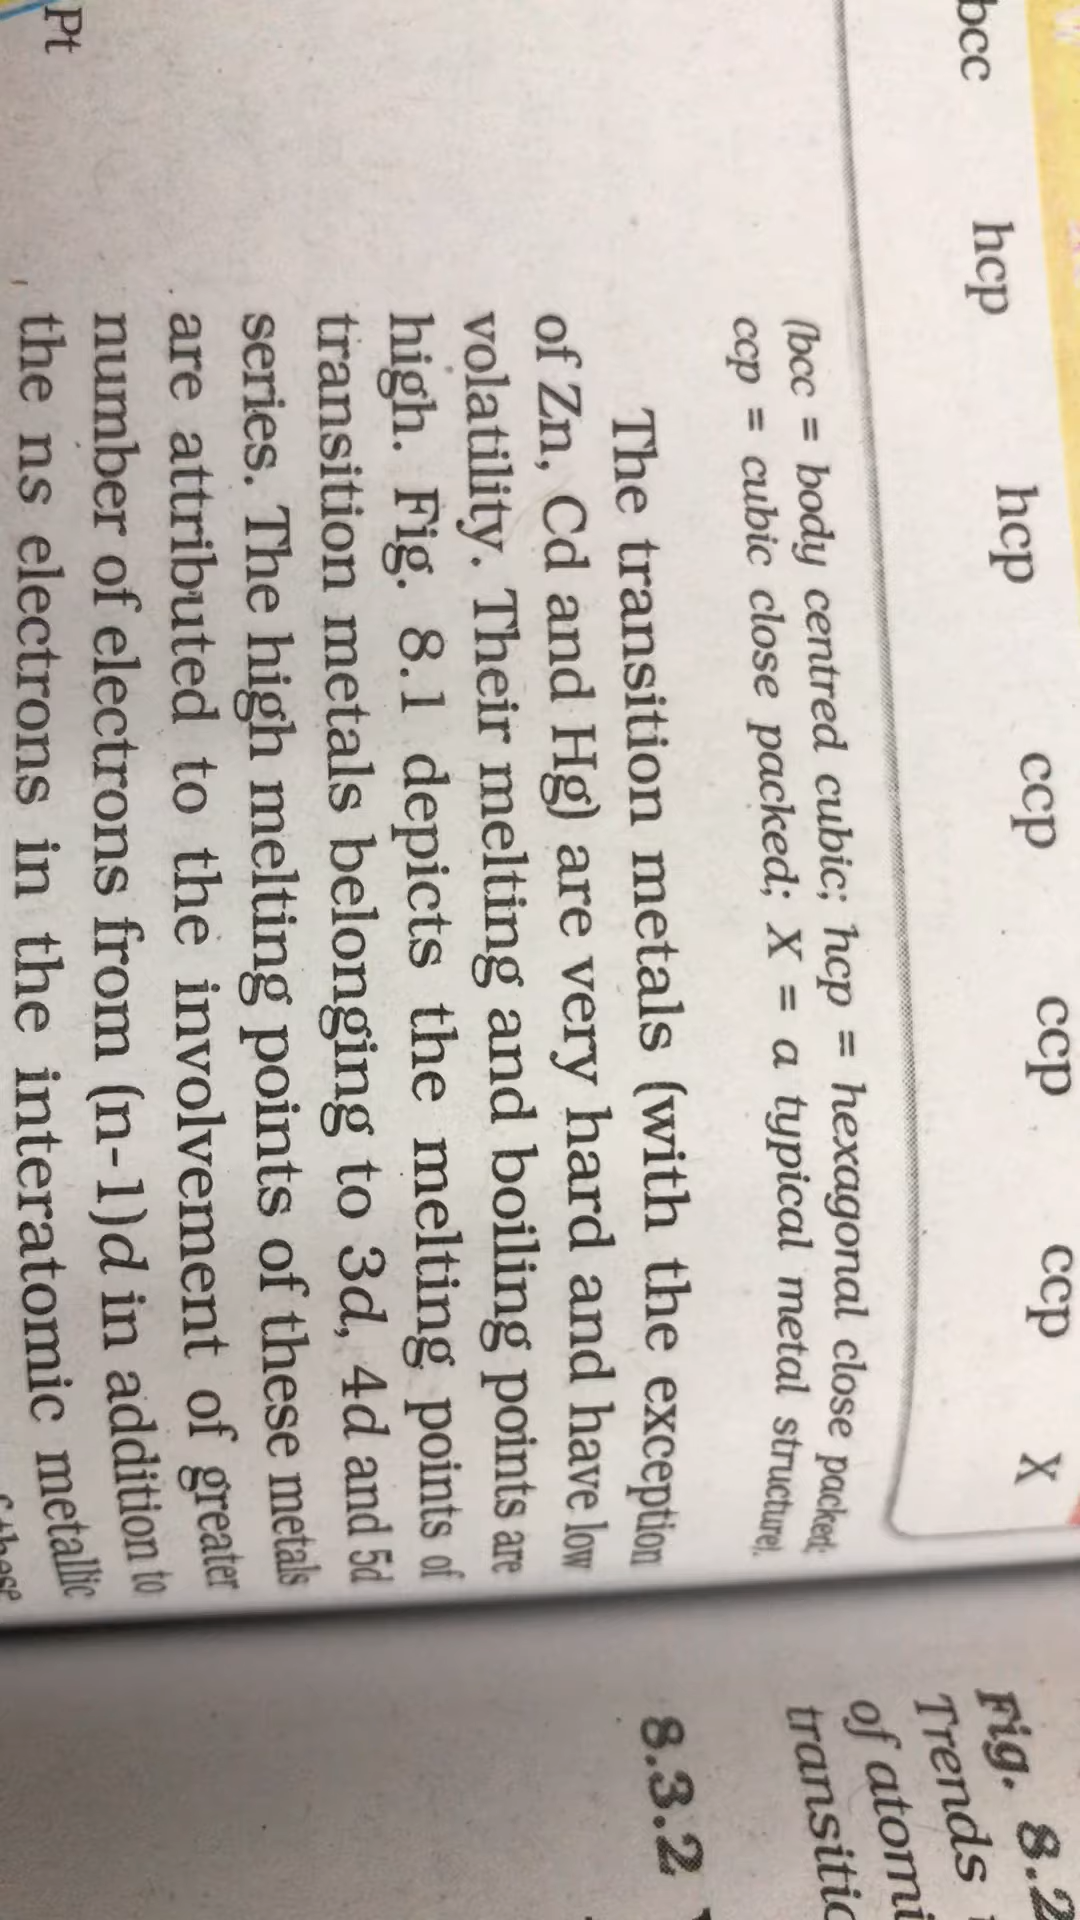 bcc hcp hcp ccp ccp ccp X
(bcc = body centred cubic; hcp = hexagonal close packed;
ccp = cubic close packed; X = a typical metal structure).
The transition metals (with the exception
of Zn, Cd and Hg) are very hard and have low
volatility. Their melting and boiling points are
high. Fig. 8.1 depicts the melting points of
transition metals belonging to 3d, 4d and 5d
series. The high melting points of these metals
are attributed to the involvement of greater
number of electrons from (n-1)d in addition to
the ns electrons in the interatomic metallic
Pt
Fig. 8.2
Trends
of atomi
transitio
8.3.2